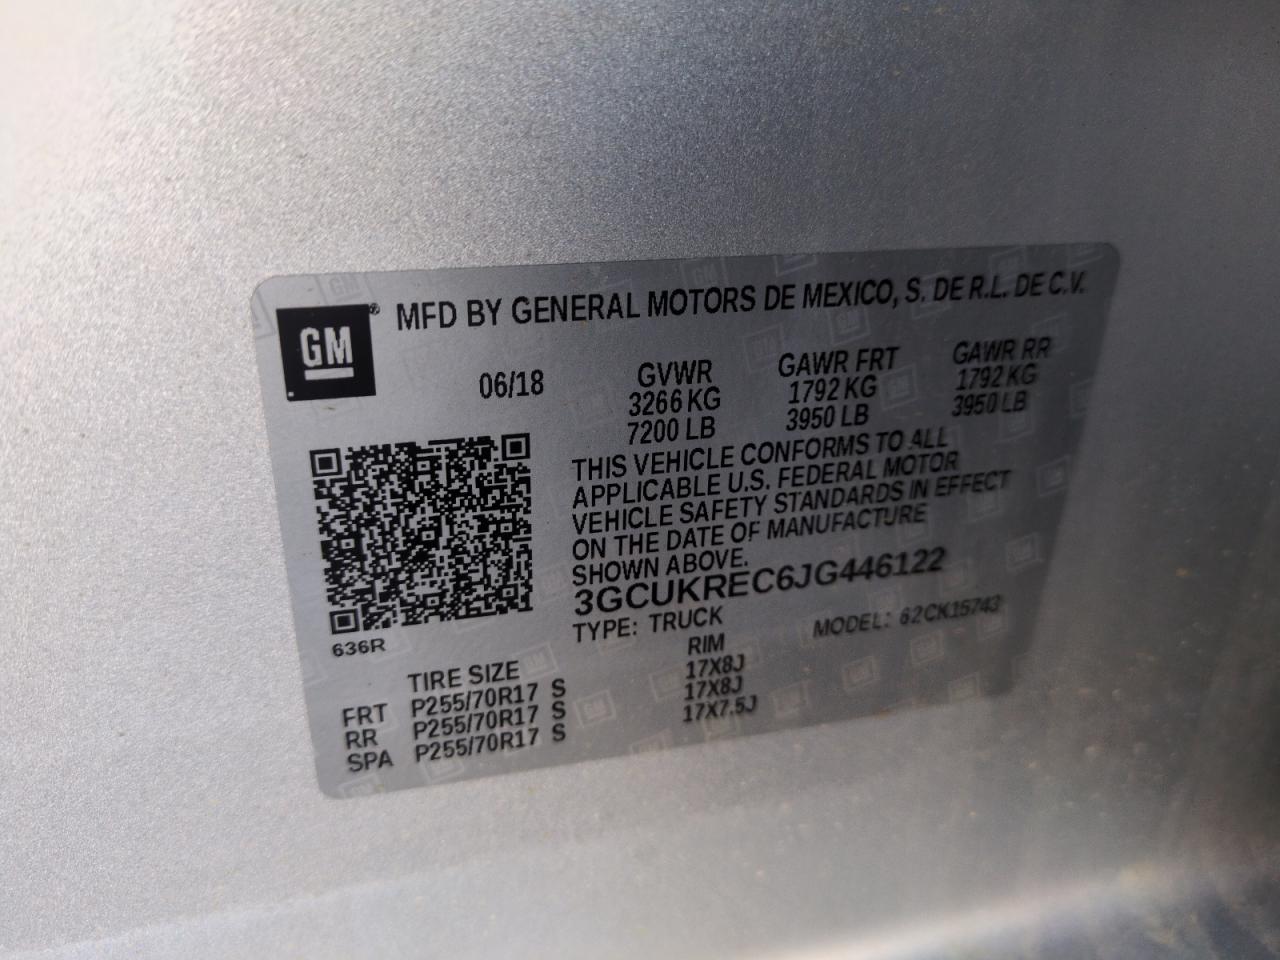 GM ® MFD BY GENERAL MOTORS DE MEXICO, S. DE R.L. DE C.V.
06/18 GVWR GAWR FRT GAWR RR
3266 KG 1792 KG 1792 KG
7200 LB 3950 LB 3950 LB
THIS VEHICLE CONFORMS TO ALL
APPLICABLE U.S. FEDERAL MOTOR
VEHICLE SAFETY STANDARDS IN EFFECT
ON THE DATE OF MANUFACTURE
SHOWN ABOVE.
3GCUKREC6JG446122
TYPE: TRUCK MODEL: 62CK15743
636R
TIRE SIZE RIM
FRT P255/70R17 S 17X8J
RR P255/70R17 S 17X8J
SPA P255/70R17 S 17X7.5J